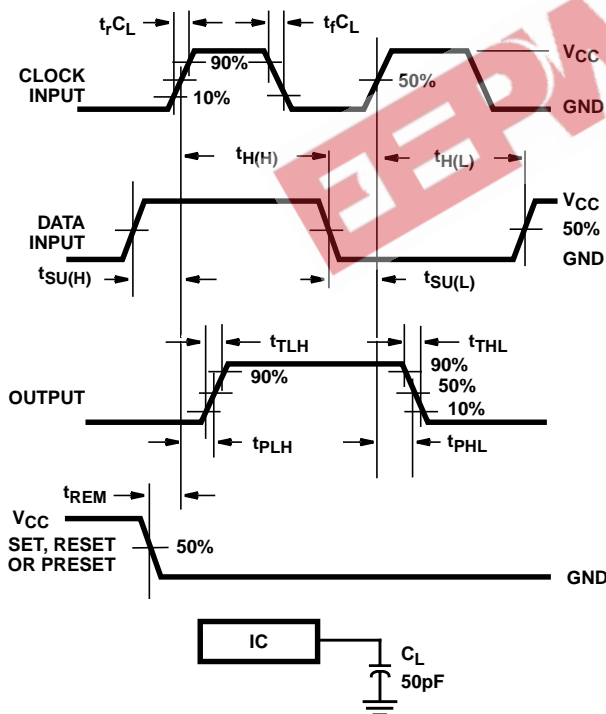 trCL
tfCL
CLOCK
INPUT
90%
10%
50%
VCC
GND
tH(H)
tH(L)
DATA
INPUT
VCC
50%
GND
tSU(H)
tSU(L)
tTLH
tTHL
OUTPUT
90%
90%
50%
10%
tPLH
tPHL
tREM
VCC
SET, RESET
OR PRESET
50%
GND
IC
CL
50pF